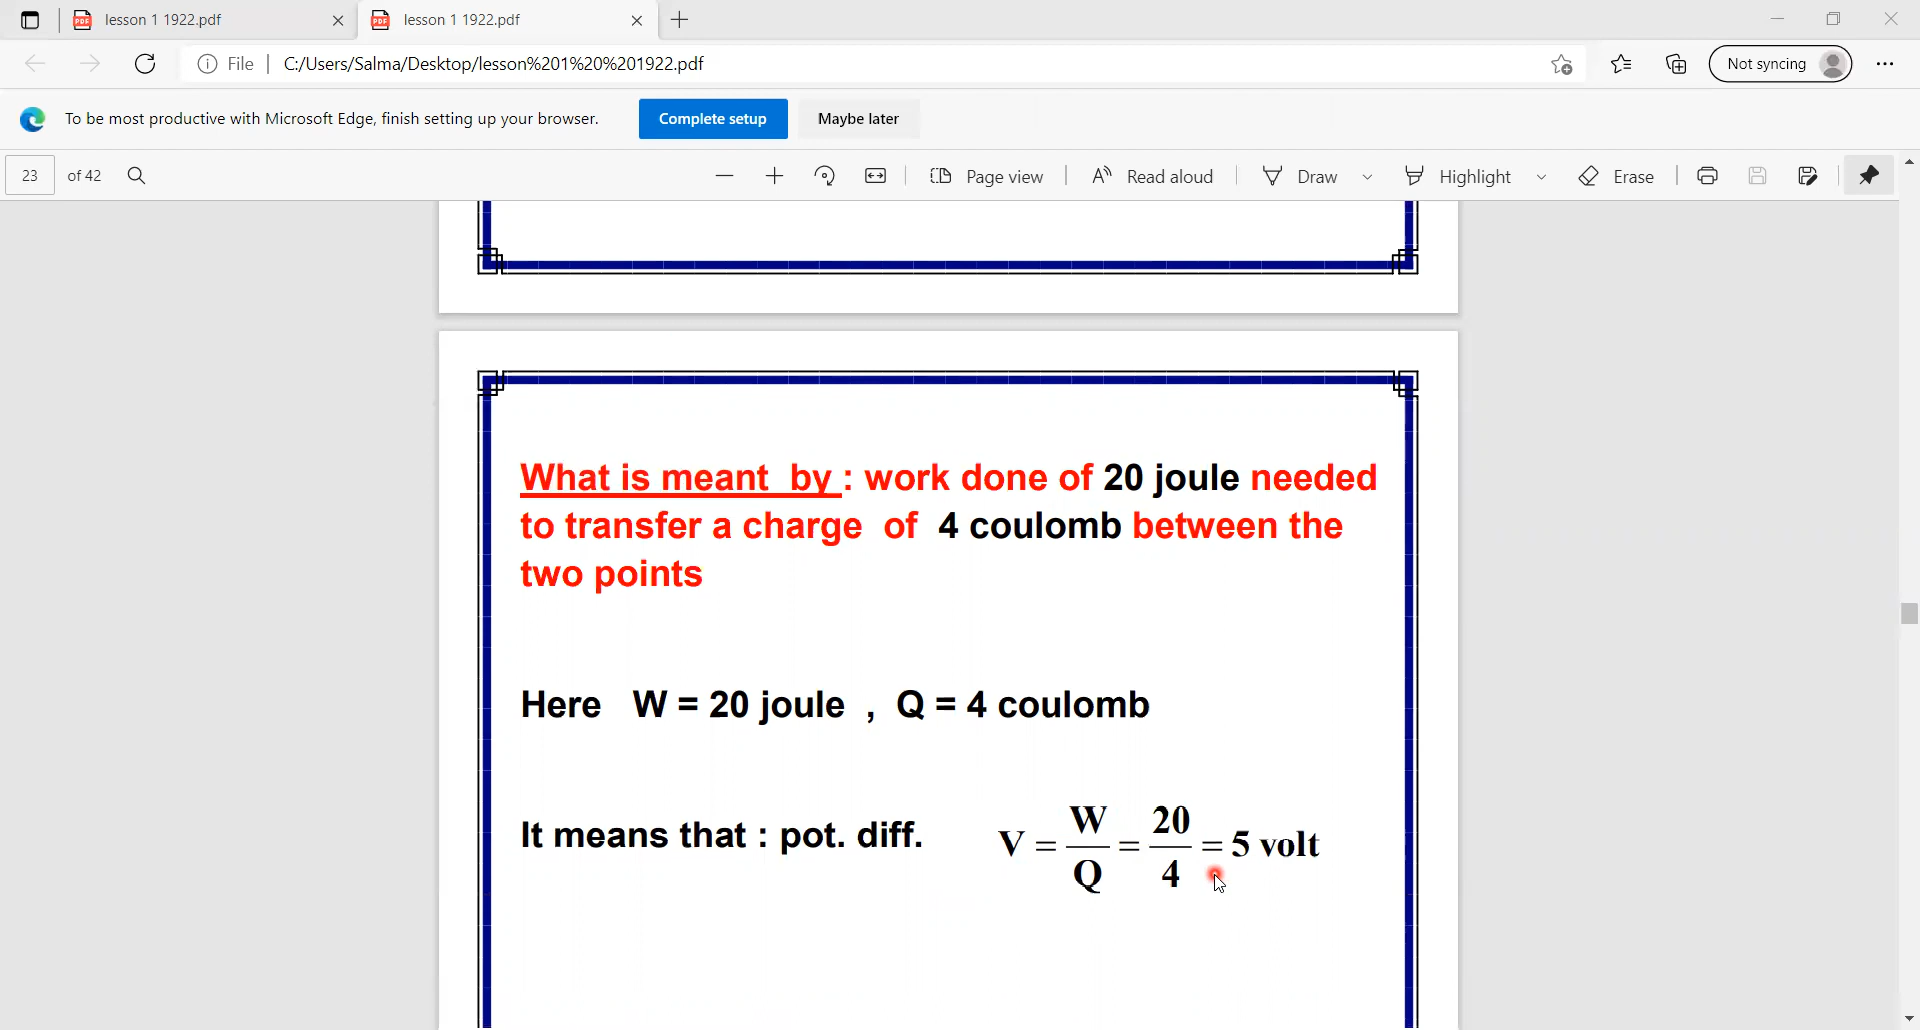 lesson 1 1922.pdf
lesson 1 1922.pdf
File
C:/Users/Salma/Desktop/lesson%201%20%201922.pdf
Not syncing
To be most productive with Microsoft Edge, finish setting up your browser.
Complete setup
Maybe later
23 of 42
Page view
Read aloud
Draw
Highlight
Erase
What is meant by : work done of 20 joule needed
to transfer a charge of 4 coulomb between the
two points
Here W = 20 joule , Q = 4 coulomb
It means that : pot. diff. V = W/Q = 20/4 = 5 volt